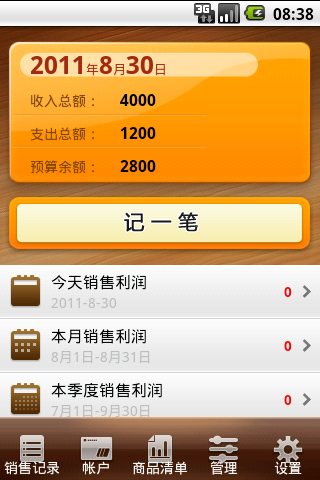 3G 08:38
2011年8月30日
收入总额： 4000
支出总额： 1200
预算余额： 2800
记一笔
今天销售利润
2011-8-30
0
本月销售利润
8月1日-8月31日
0
本季度销售利润
7月1日-9月30日
0
销售记录 帐户 商品清单 管理 设置